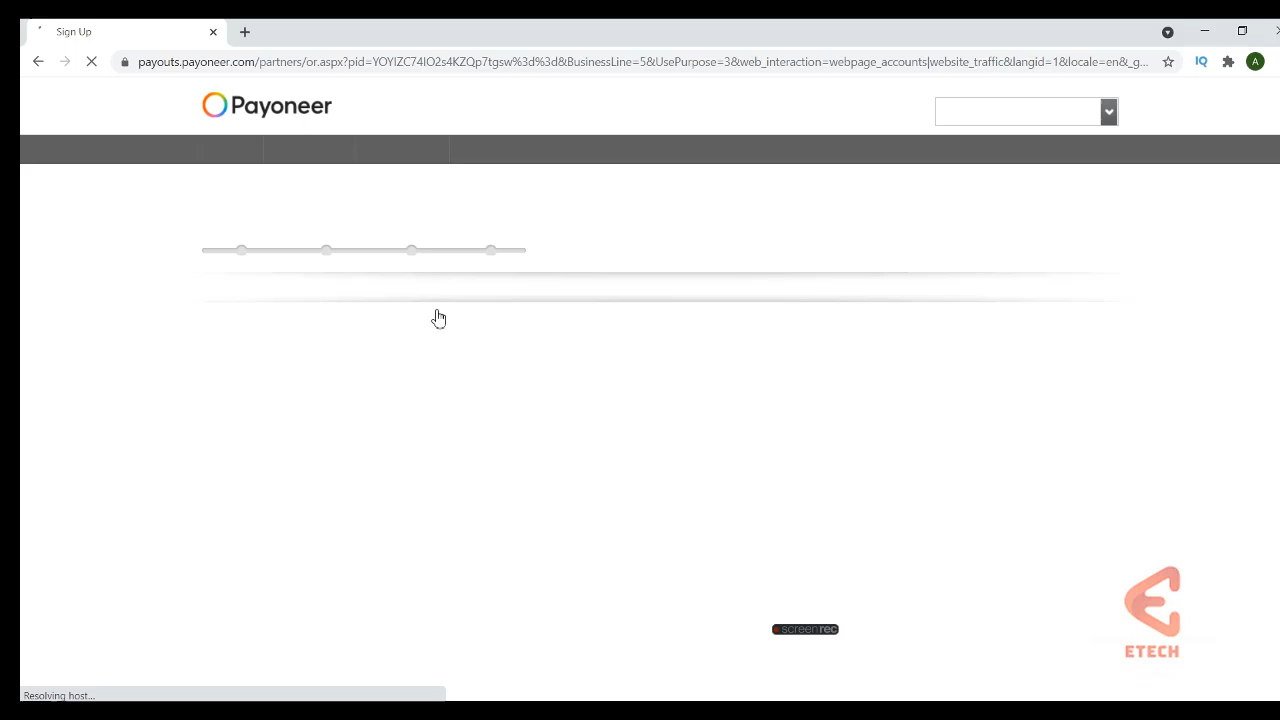 Sign Up
payouts.payoneer.com/partners/or.aspx?pid=YOYIZC74IO2s4KZQp7tgsw%3d%3d&BusinessLine=5&UsePurpose=3&web_interaction=webpage_accounts|website_traffic&langid=1&locale=en&_g...
IQ
A
Payoneer
screenrec
ETECH
Resolving host...